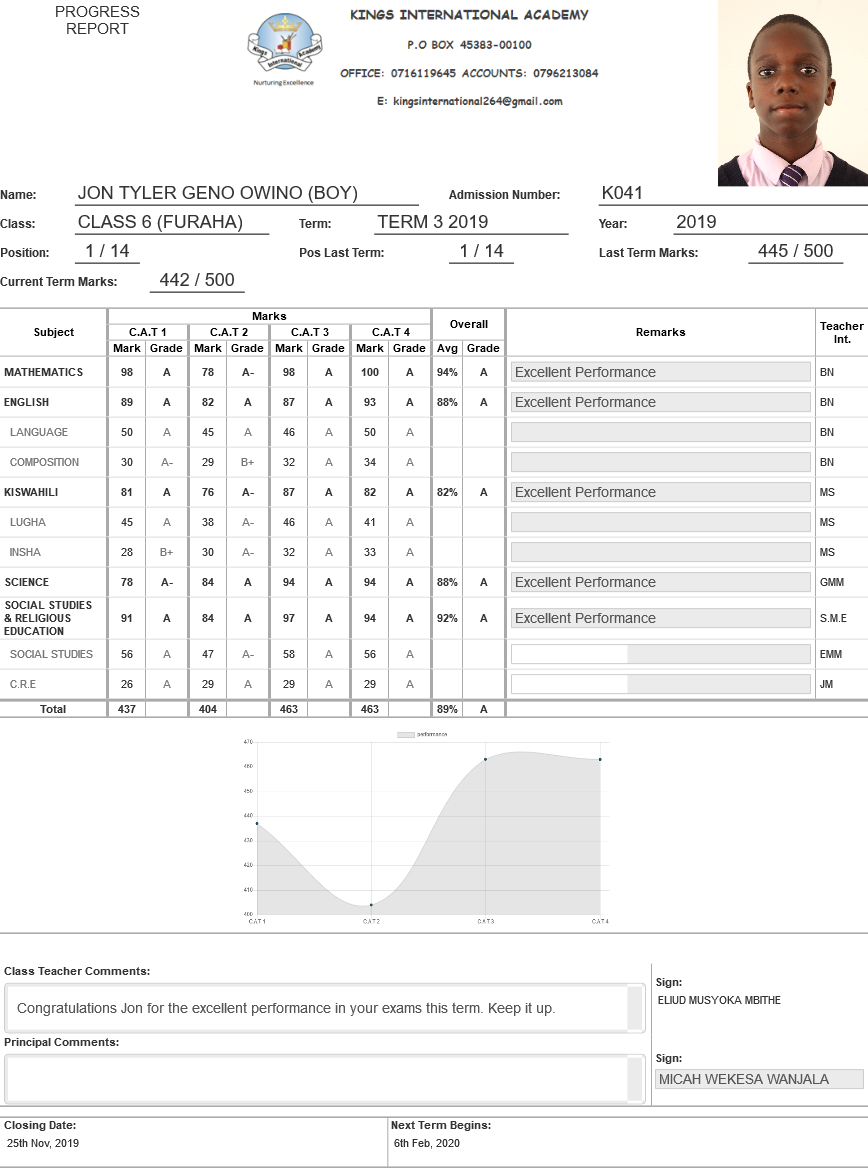 PROGRESS
REPORT
KINGS INTERNATIONAL ACADEMY
P.O BOX 45383-00100
OFFICE: 0716119645 ACCOUNTS: 0796213084
E: kingsinternational264@gmail.com
Kings International Academy
Nurturing Excellence
Name: JON TYLER GENO OWINO (BOY) Admission Number: K041
Class: CLASS 6 (FURAHA) Term: TERM 3 2019 Year: 2019
Position: 1 / 14 Pos Last Term: 1 / 14 Last Term Marks: 445 / 500
Current Term Marks: 442 / 500
Subject Marks Overall Remarks Teacher Int.
C.A.T 1 C.A.T 2 C.A.T 3 C.A.T 4
Mark Grade Mark Grade Mark Grade Mark Grade Avg Grade
MATHEMATICS 98 A 78 A- 98 A 100 A 94% A Excellent Performance BN
ENGLISH 89 A 82 A 87 A 93 A 88% A Excellent Performance BN
LANGUAGE 50 A 45 A 46 A 50 A BN
COMPOSITION 30 A- 29 B+ 32 A 34 A BN
KISWAHILI 81 A 76 A- 87 A 82 A 82% A Excellent Performance MS
LUGHA 45 A 38 A- 46 A 41 A MS
INSHA 28 B+ 30 A- 32 A 33 A MS
SCIENCE 78 A- 84 A 94 A 94 A 88% A Excellent Performance GMM
SOCIAL STUDIES
& RELIGIOUS 91 A 84 A 97 A 94 A 92% A Excellent Performance S.M.E
EDUCATION
SOCIAL STUDIES 56 A 47 A- 58 A 56 A EMM
C.R.E 26 A 29 A 29 A 29 A JM
Total 437 404 463 463 89% A
performance
470
460
450
440
430
420
410
400
CAT1 CAT2 CAT3 CAT4
Class Teacher Comments:
Congratulations Jon for the excellent performance in your exams this term. Keep it up.
Sign:
ELIUD MUSYOKA MBITHE
Principal Comments:
Sign:
MICAH WEKESA WANJALA
Closing Date: Next Term Begins:
25th Nov, 2019 6th Feb, 2020